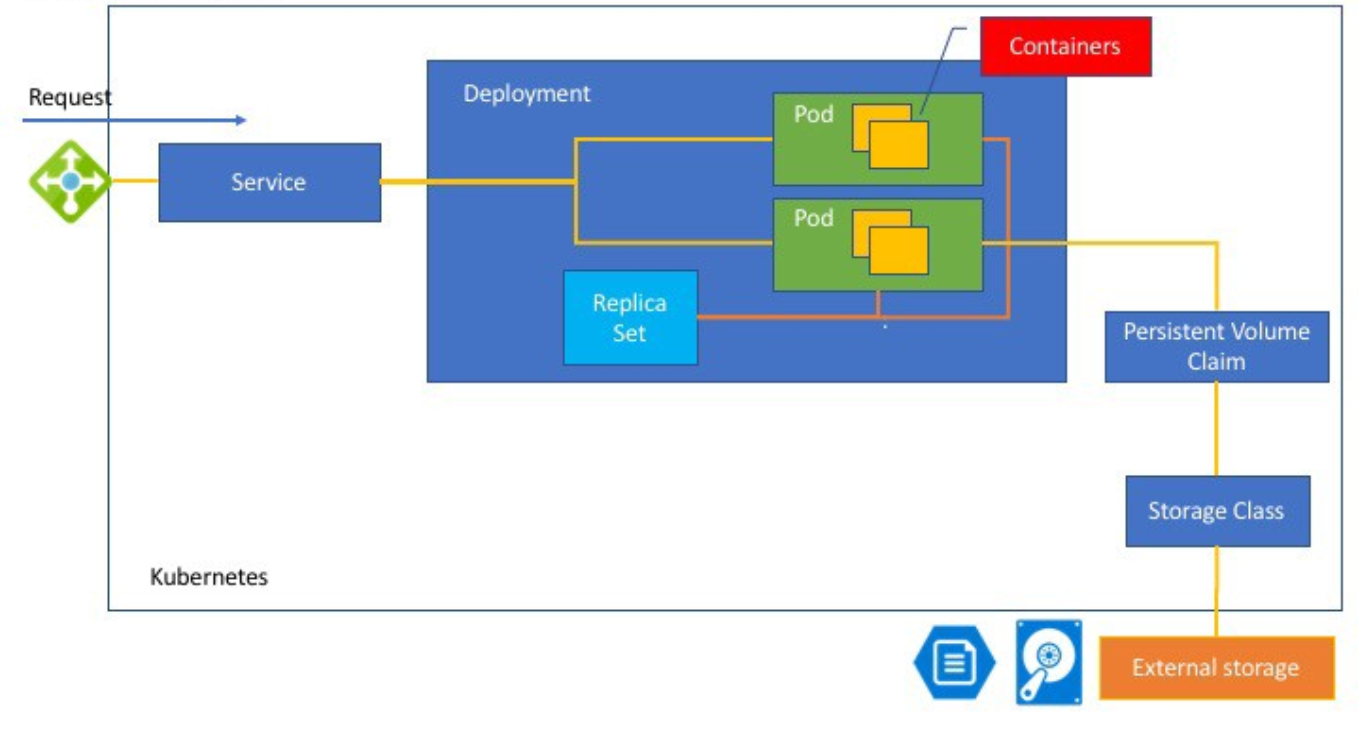 Containers
Request
Deployment
Pod
Service
Pod
Replica
Set
Persistent Volume
Claim
Storage Class
Kubernetes
External storage